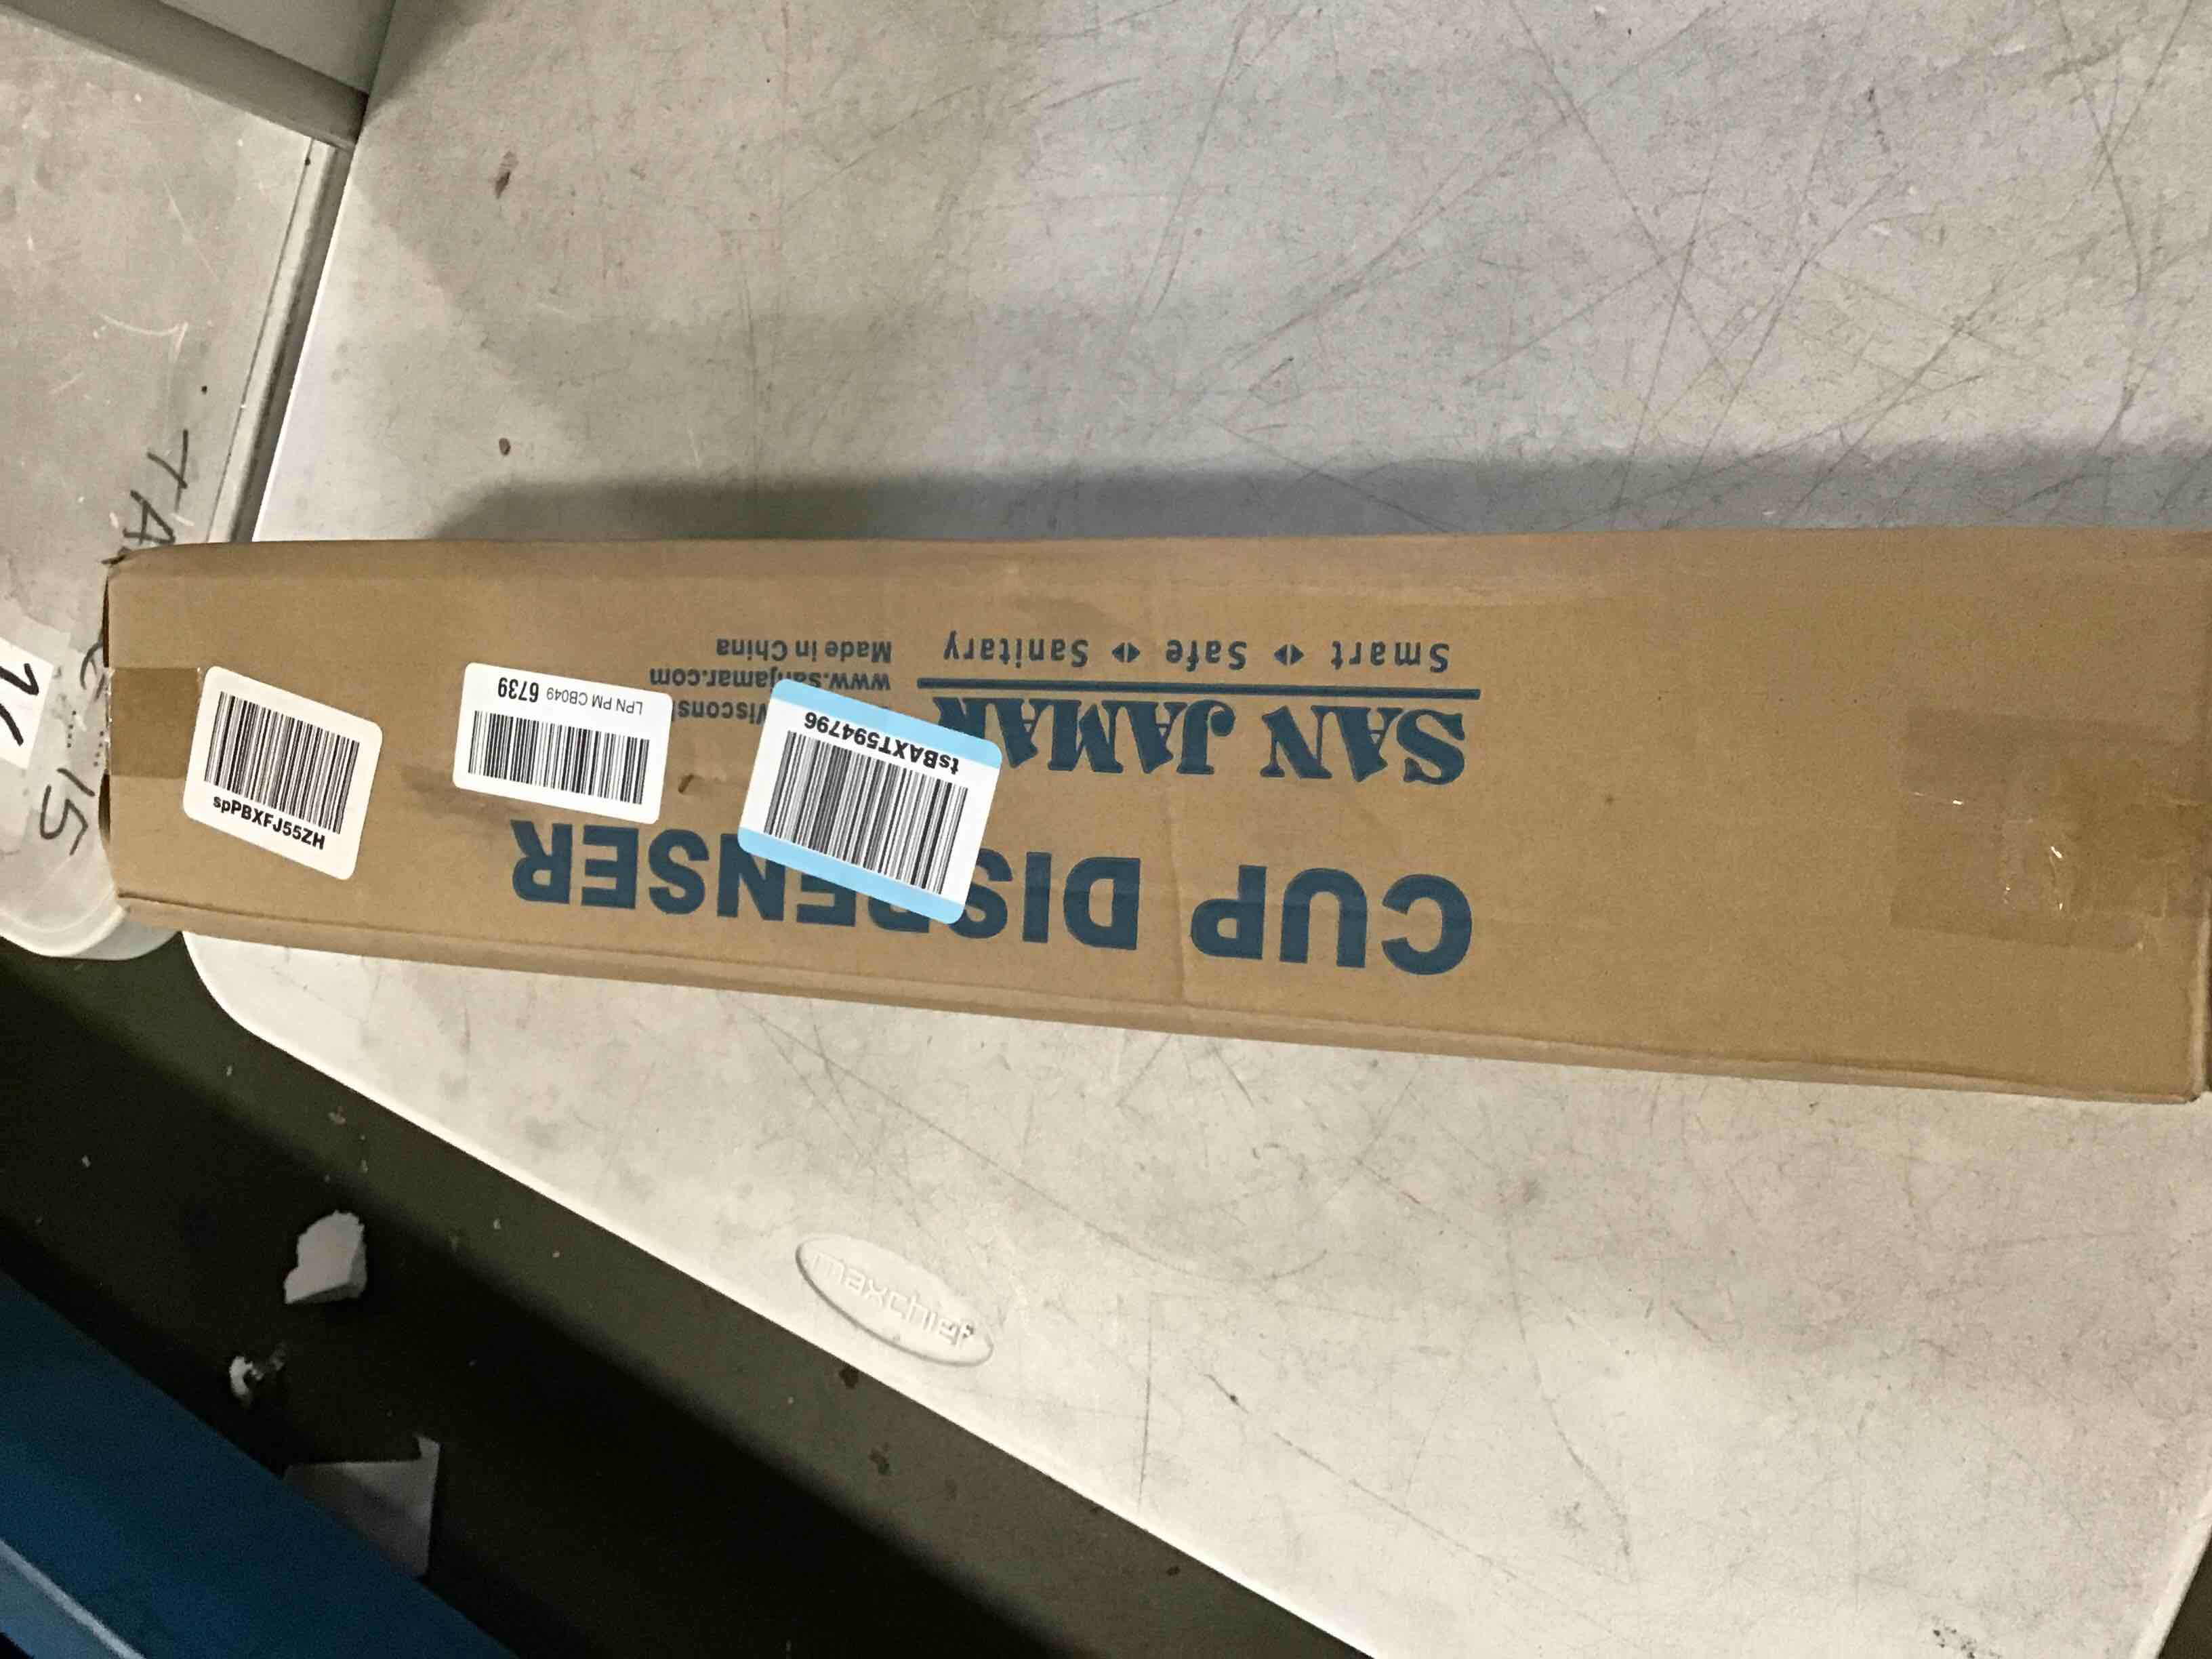 CUP DISPENSER
SAN JAMAR
Smart Safe Sanitary
www.sanjamar.com
Made in China
tsBAXT594796
LPN PM CB049 6739
spPBXFJ55ZH
maxchief
15